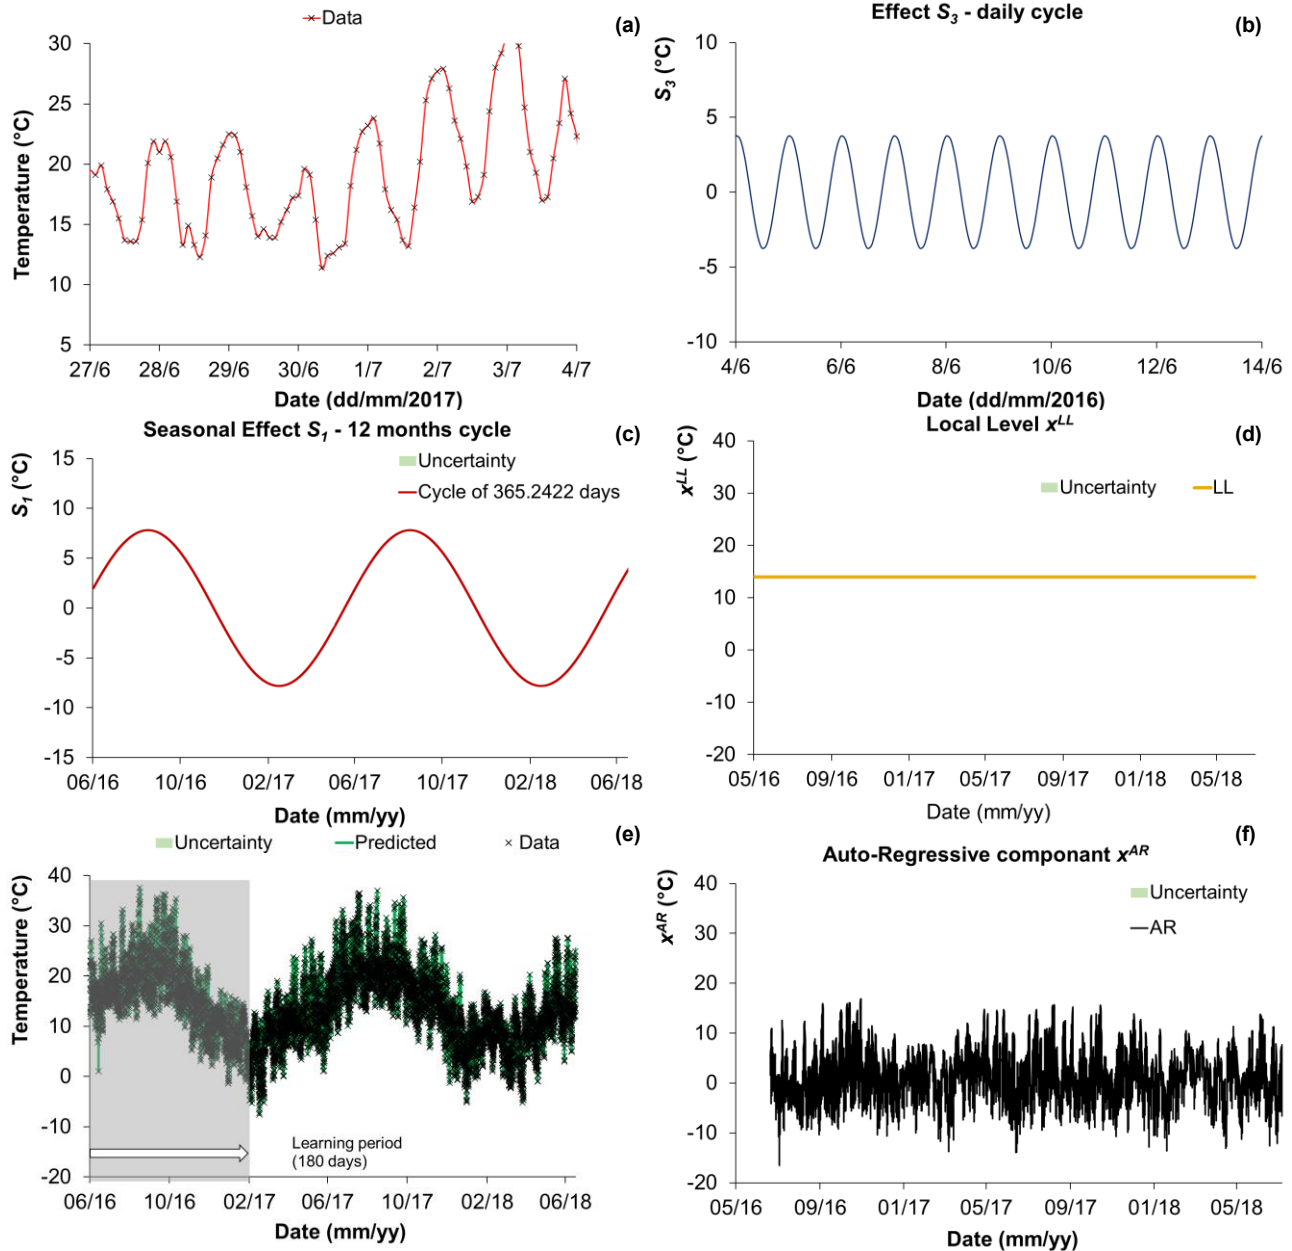 Data
(a)
Temperature (°C)
30
25
20
15
10
5
27/6 28/6 29/6 30/6 1/7 2/7 3/7 4/7
Date (dd/mm/2017)
Effect S3 - daily cycle
(b)
S3 (°C)
10
5
0
-5
-10
4/6 6/6 8/6 10/6 12/6 14/6
Date (dd/mm/2016)
Seasonal Effect S1 - 12 months cycle
(c)
Uncertainty
Cycle of 365.2422 days
S1 (°C)
15
10
5
0
-5
-10
-15
06/16 10/16 02/17 06/17 10/17 02/18 06/18
Date (mm/yy)
Local Level xLL
(d)
Uncertainty LL
xLL (°C)
40
30
20
10
0
-10
-20
05/16 09/16 01/17 05/17 09/17 01/18 05/18
Date (mm/yy)
Uncertainty Predicted Data
(e)
Temperature (°C)
40
30
20
10
0
-10
-20
Learning period
(180 days)
06/16 10/16 02/17 06/17 10/17 02/18 06/18
Date (mm/yy)
(f)
Auto-Regressive componant xAR
Uncertainty
AR
xAR (°C)
40
30
20
10
0
-10
-20
05/16 09/16 01/17 05/17 09/17 01/18 05/18
Date (mm/yy)